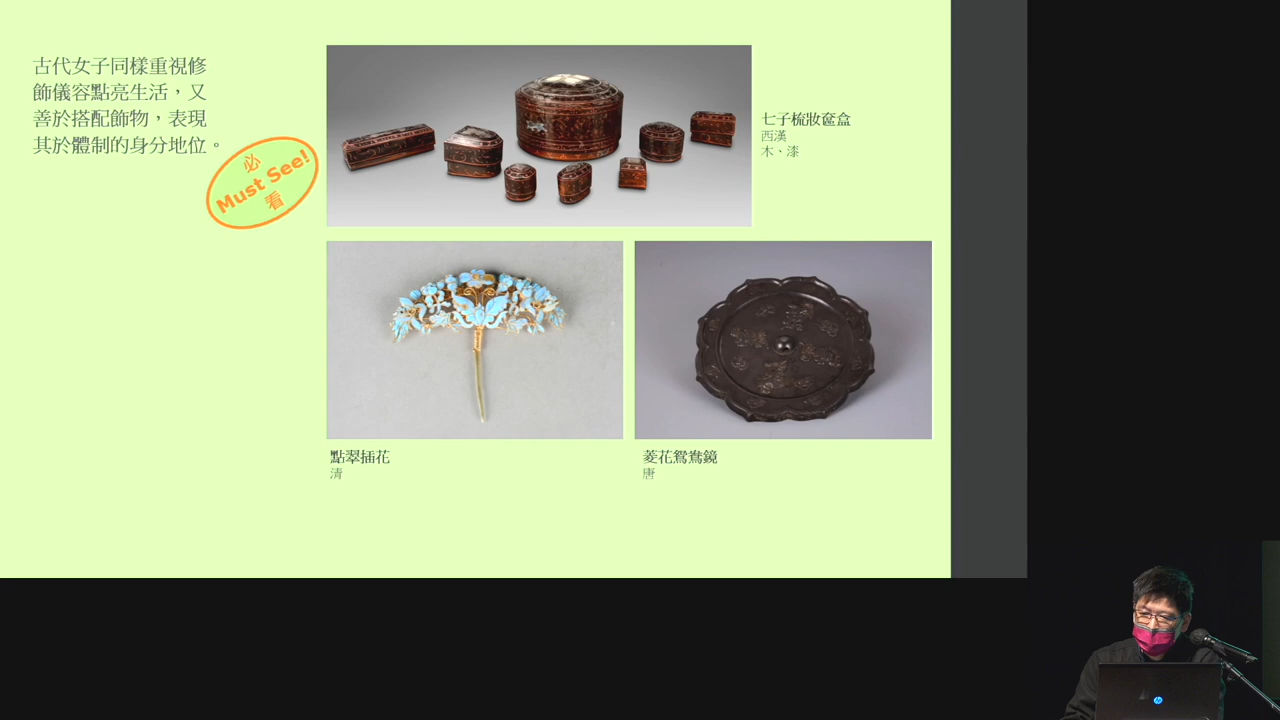 古代女子同樣重視修
飾儀容點亮生活，又
善於搭配飾物，表現
其於體制的身分地位。
必
Must See!
看
七子梳妝奩盒
西漢
木、漆
點翠插花
清
菱花鴛鴦鏡
唐
hp